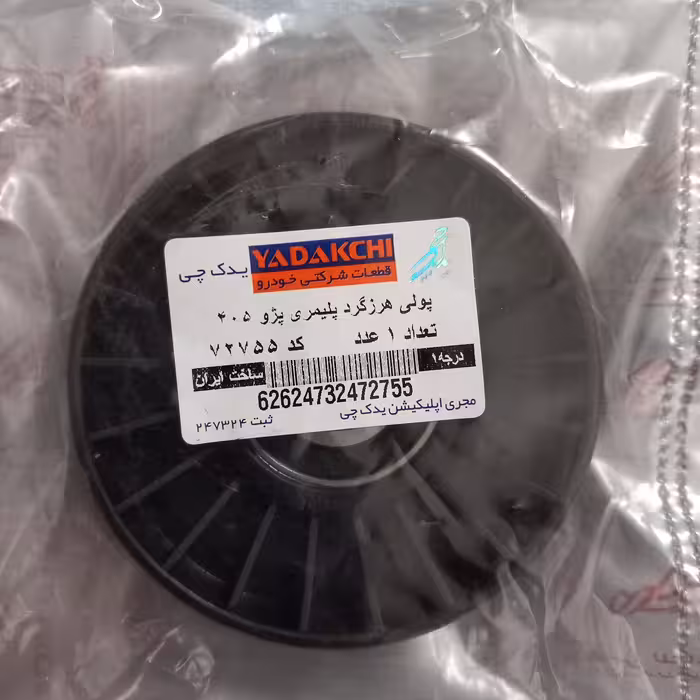 یدک چی YADAKCHI
قطعات شرکتی خودرو
پولی هرزگرد پلیمری پژو ۴۰۵
تعداد ۱ عدد کد ۷۲۷۵۵
درجه۱ ساخت ایران
62624732472755
مجری اپلیکیشن یدک چی ثبت ۲۴۷۳۲۴